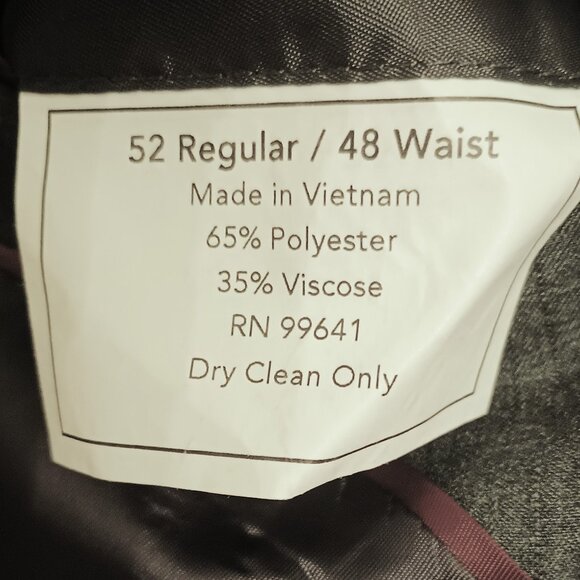 52 Regular / 48 Waist
Made in Vietnam
65% Polyester
35% Viscose
RN 99641
Dry Clean Only